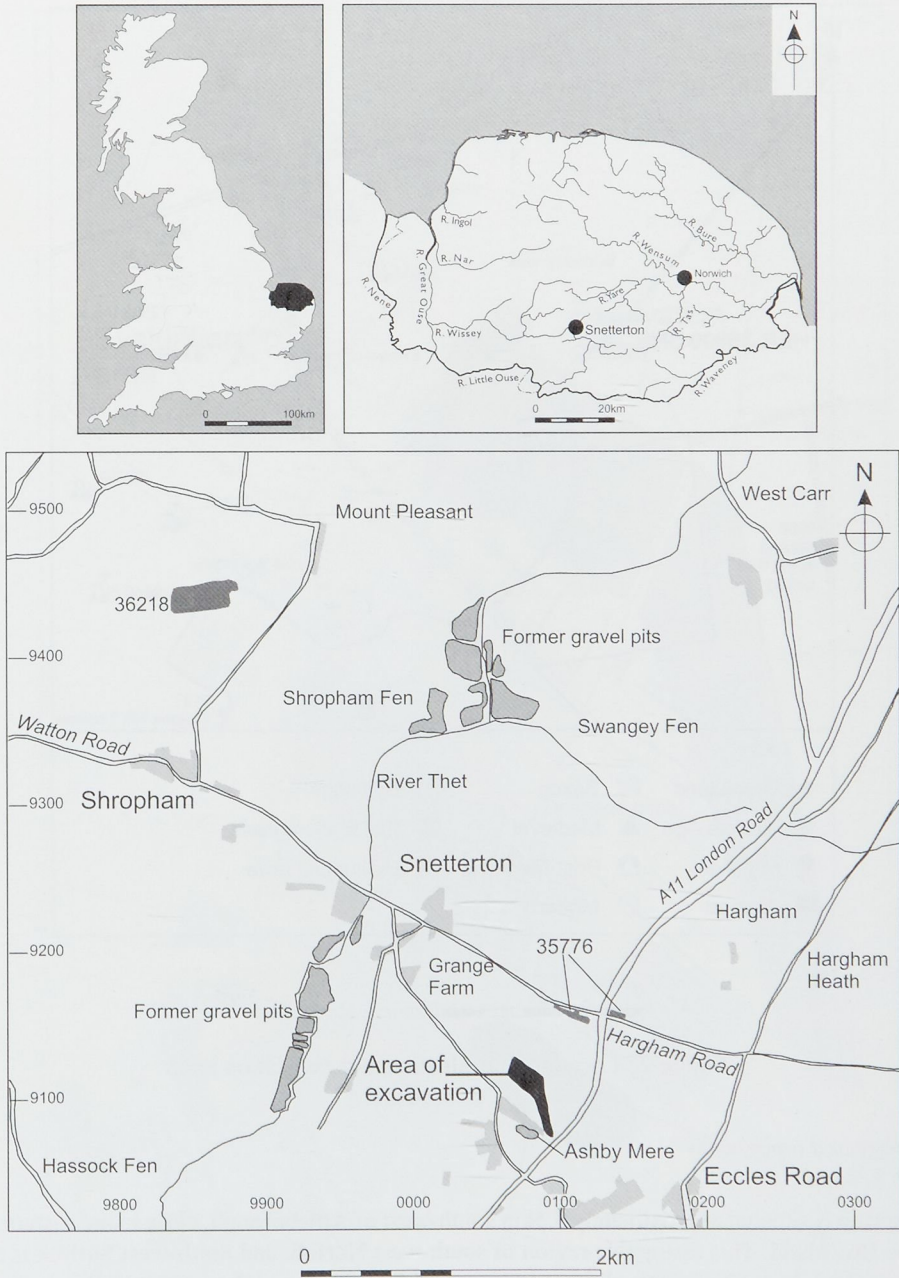 0
100km
N
R. Ingol
R. Nar
R. Great Ouse
R. Nene
R. Wissey
R. Little Ouse
R. Bure
R. Wensum
Norwich
R. Yare
R. Tas
Snetterton
R. Waveney
0
20km
9500
Mount Pleasant
West Carr
N
36218
9400
Former gravel pits
Shropham Fen
Swangey Fen
Watton Road
River Thet
9300
Shropham
A11 London Road
Snetterton
Hargham
9200
35776
Grange
Farm
Hargham
Heath
Former gravel pits
Hargham Road
Area of
excavation
9100
Ashby Mere
Hassock Fen
Eccles Road
9800
9900
0000
0100
0200
0300
0
2km